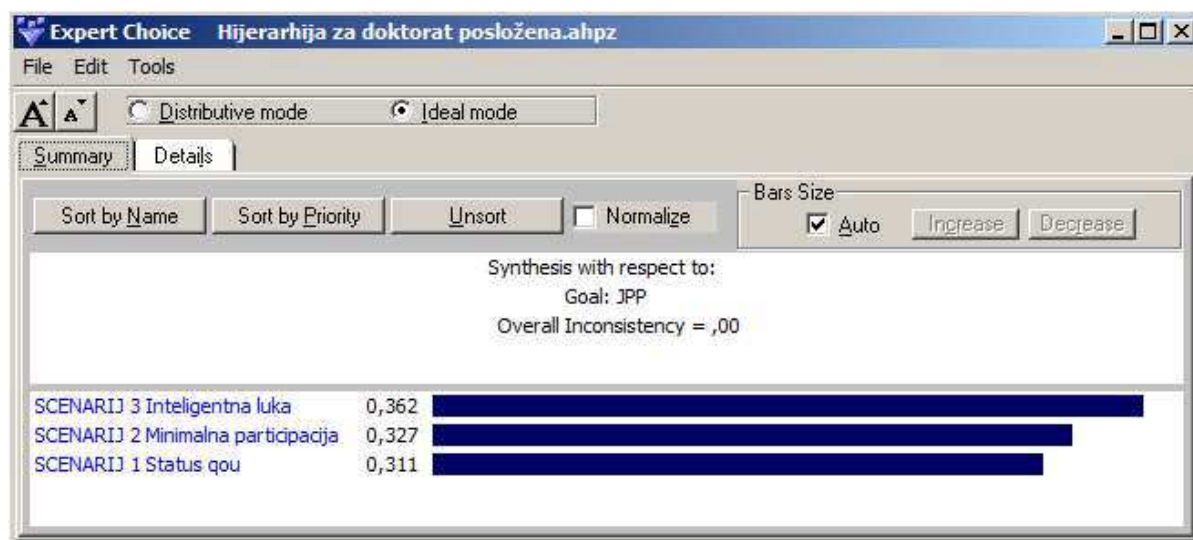 Expert Choice Hijerarhija za doktorat posložena.ahpz
File Edit Tools
A A Distributive mode Ideal mode
Summary Details
Sort by Name Sort by Priority Unsort Normalize
Bars Size
Auto Increase Decrease
Synthesis with respect to:
Goal: JPP
Overall Inconsistency = ,00
SCENARIJ 3 Inteligentna luka 0,362
SCENARIJ 2 Minimalna participacija 0,327
SCENARIJ 1 Status qou 0,311